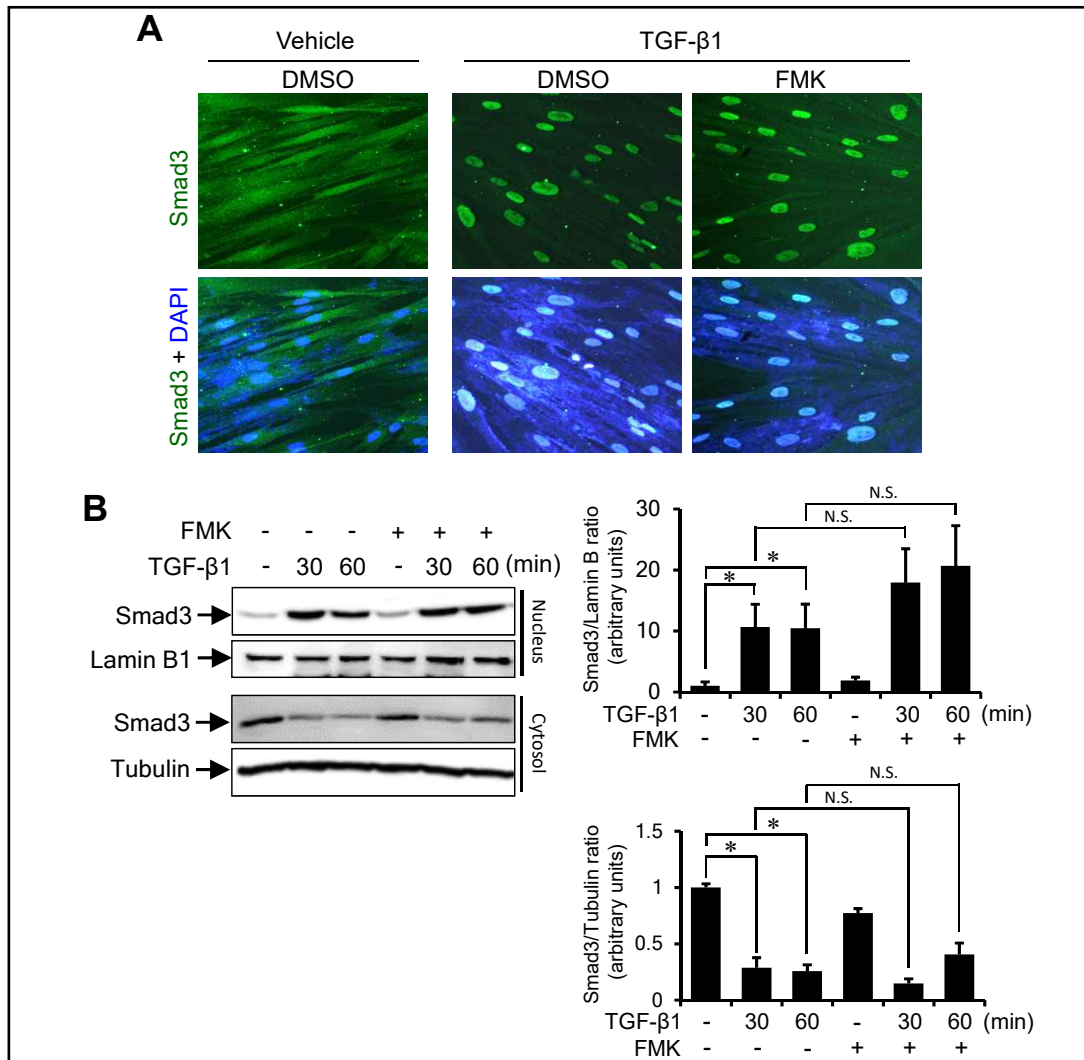 A
Vehicle TGF-β1
DMSO DMSO FMK
Smad3
Smad3 + DAPI
B
FMK - - - + + +
TGF-β1 - 30 60 - 30 60 (min)
Smad3
Lamin B1
Nucleus
Smad3
Tubulin
Cytosol
N.S.
N.S.
*
*
Smad3/Lamin B ratio
(arbitrary units)
30
20
10
0
TGF-β1 - 30 60 - 30 60 (min)
FMK - - - + + +
N.S.
N.S.
*
*
Smad3/Tubulin ratio
(arbitrary units)
1.5
1
0.5
0
TGF-β1 - 30 60 - 30 60 (min)
FMK - - - + + +